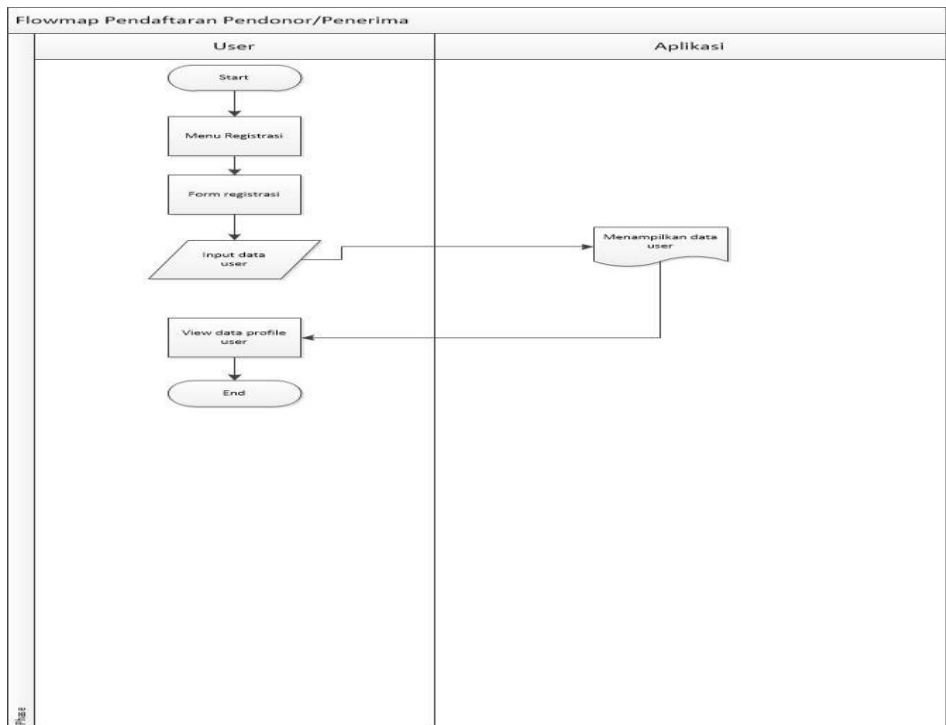 Flowmap Pendaftaran Pendonor/Penerima
User
Aplikasi
Start
Menu Registrasi
Form registrasi
Input data
user
Menampilkan data
user
View data profile
user
End
Phase